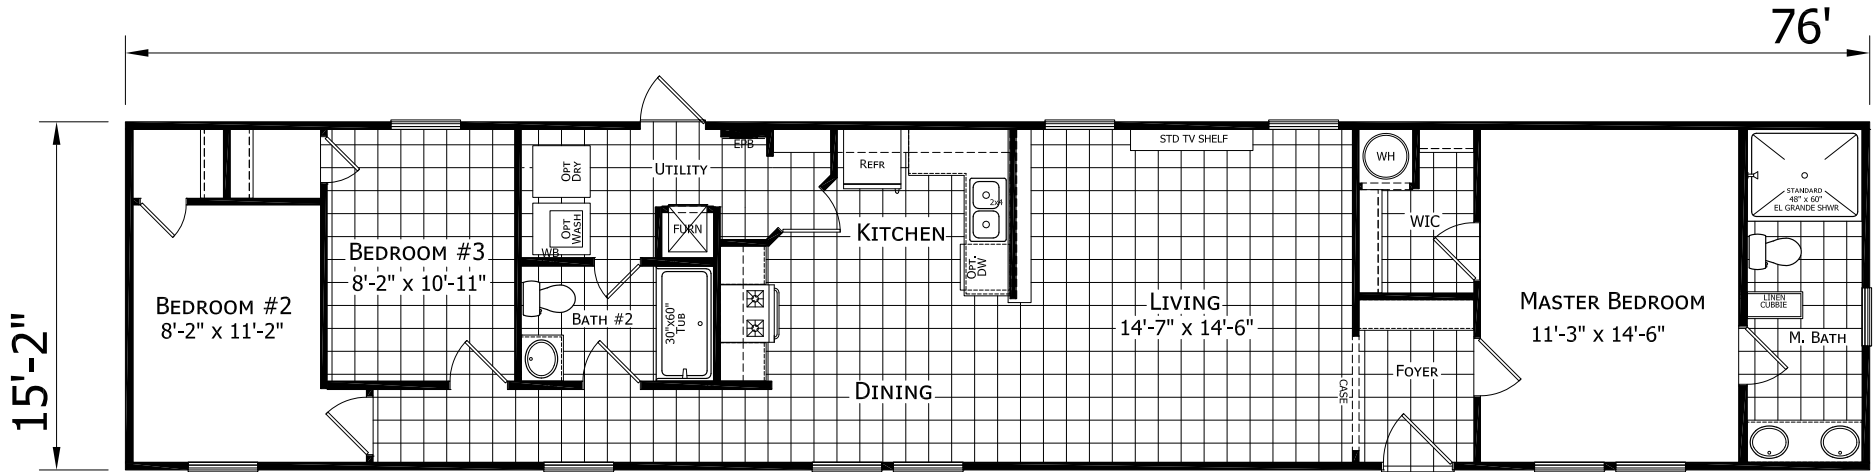 76'
15'-2"
BEDROOM #2
8'-2" x 11'-2"
BEDROOM #3
8'-2" x 10'-11"
OPT
DRY
OPT
WASH
WB
UTILITY
EPB
FURN
BATH #2
30"x60"
TUB
REFR
KITCHEN
2x4
OPT.
DW
DINING
STD TV SHELF
LIVING
14'-7" x 14'-6"
WH
WIC
FOYER
CASE
MASTER BEDROOM
11'-3" x 14'-6"
STANDARD
48" x 60"
EL GRANDE SHWR
LINEN
CUBBIE
M. BATH